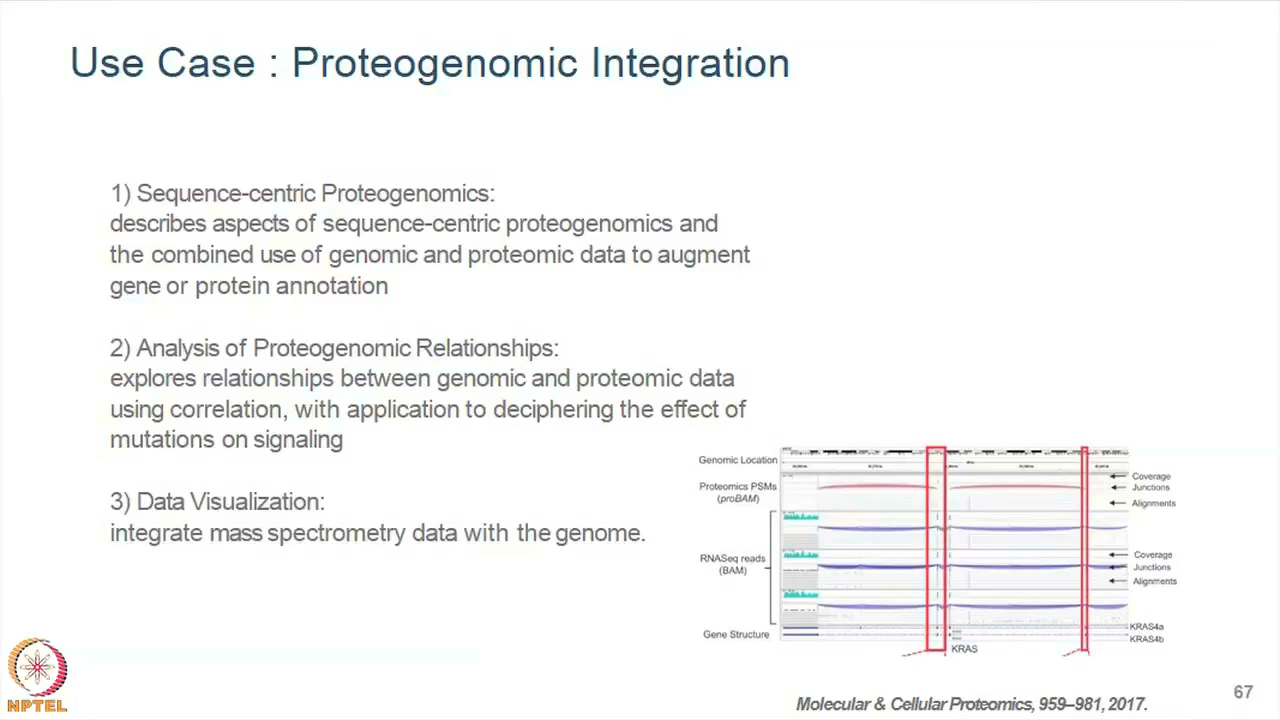 Use Case : Proteogenomic Integration
1) Sequence-centric Proteogenomics:
describes aspects of sequence-centric proteogenomics and
the combined use of genomic and proteomic data to augment
gene or protein annotation
2) Analysis of Proteogenomic Relationships:
explores relationships between genomic and proteomic data
using correlation, with application to deciphering the effect of
mutations on signaling
3) Data Visualization:
integrate mass spectrometry data with the genome.
Genomic Location
Proteomics PSMs
(proBAM)
Coverage
Junctions
Alignments
RNASeq reads
(BAM)
Coverage
Junctions
Alignments
Gene Structure
KRAS4a
KRAS4b
KRAS
Molecular & Cellular Proteomics, 959–981, 2017.
67
NPTEL